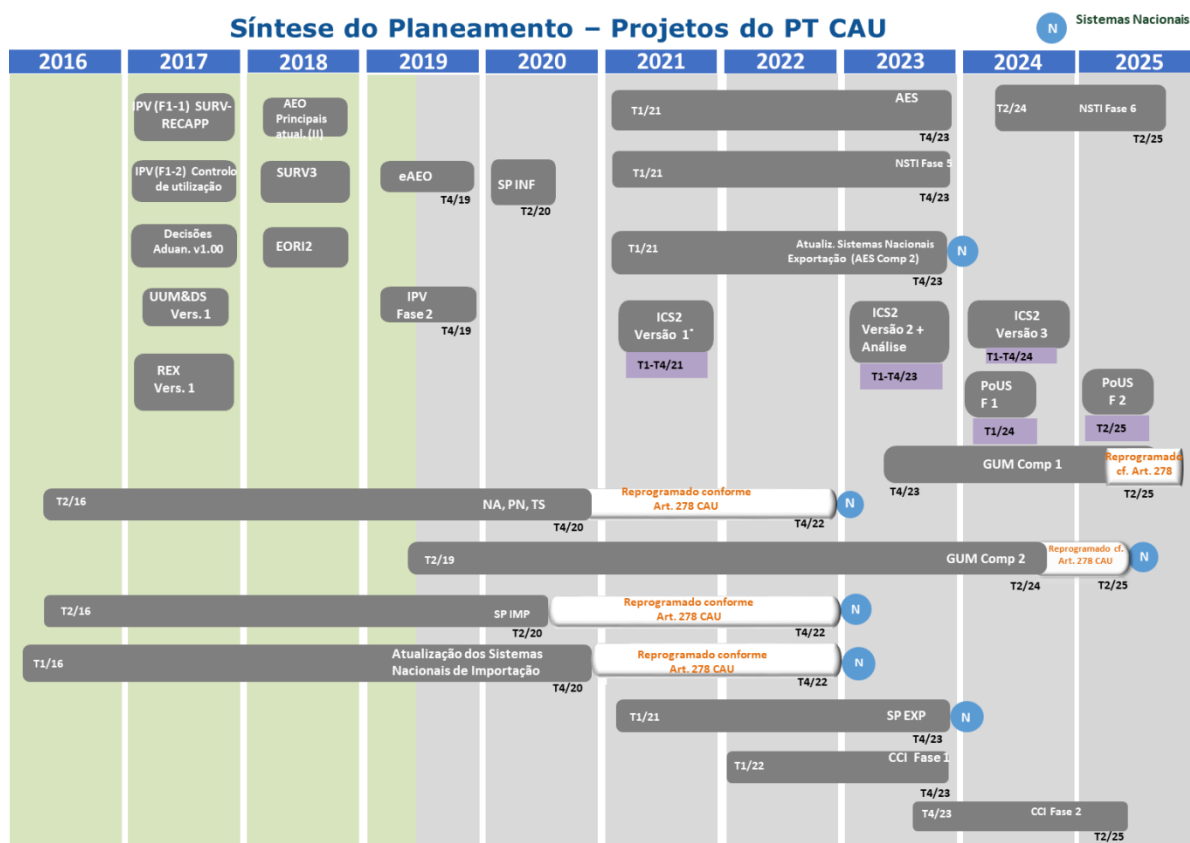 Síntese do Planeamento – Projetos do PT CAU
N
Sistemas Nacionais
2016
2017
2018
2019
2020
2021
2022
2023
2024
2025
IPV (F1-1) SURV-
RECAPP
AEO
Principais
atual. (II)
T1/21
AES
T4/23
T2/24
NSTI Fase 6
T2/25
IPV (F1-2) Controlo
de utilização
SURV3
eAEO
T4/19
SP INF
T2/20
T1/21
NSTI Fase 5
T4/23
Decisões
Aduan. v1.00
EORI2
T1/21
Atualiz. Sistemas Nacionais
Exportação (AES Comp 2)
T4/23
N
UUM&DS
Vers. 1
IPV
Fase 2
T4/19
ICS2
Versão 1*
T1-T4/21
ICS2
Versão 2 +
Análise
T1-T4/23
ICS2
Versão 3
T1-T4/24
REX
Vers. 1
PoUS
F 1
T1/24
PoUS
F 2
T2/25
T4/23
GUM Comp 1
Reprogramado
cf. Art. 278
T2/25
T2/16
NA, PN, TS
T4/20
Reprogramado conforme
Art. 278 CAU
T4/22
N
T2/19
GUM Comp 2
T2/24
Reprogramado cf.
Art. 278 CAU
T2/25
N
T2/16
SP IMP
T2/20
Reprogramado conforme
Art. 278 CAU
T4/22
N
T1/16
Atualização dos Sistemas
Nacionais de Importação
T4/20
Reprogramado conforme
Art. 278 CAU
T4/22
N
T1/21
SP EXP
T4/23
N
T1/22
CCI Fase 1
T4/23
T4/23
CCI Fase 2
T2/25